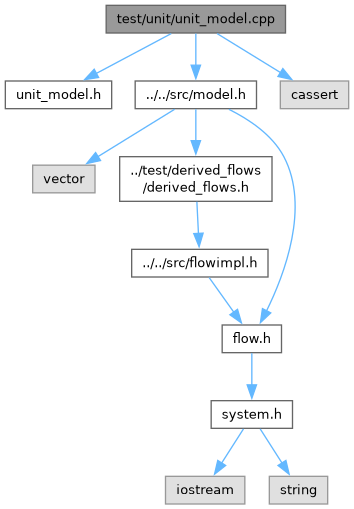 test/unit/unit_model.cpp
unit_model.h
../../src/model.h
cassert
vector
../test/derived_flows
/derived_flows.h
../../src/flowimpl.h
flow.h
system.h
iostream
string